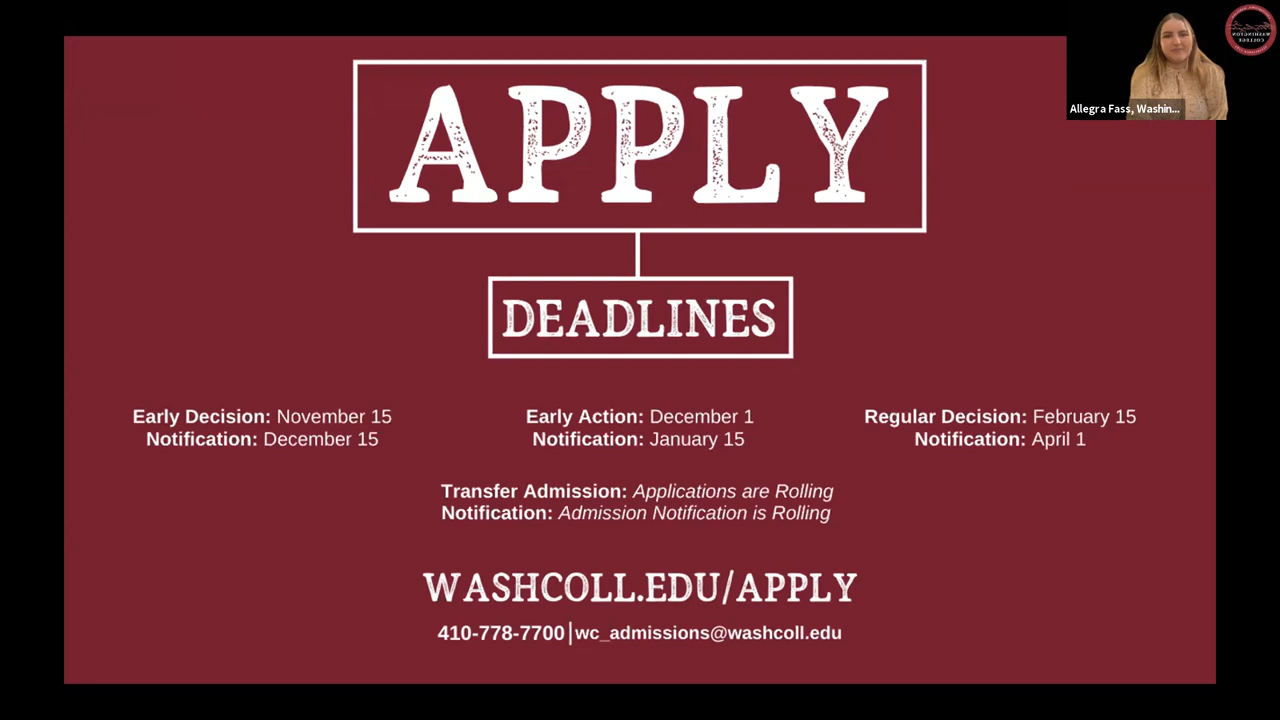 APPLY
DEADLINES
Early Decision: November 15
Notification: December 15
Early Action: December 1
Notification: January 15
Regular Decision: February 15
Notification: April 1
Transfer Admission: Applications are Rolling
Notification: Admission Notification is Rolling
WASHCOLL.EDU/APPLY
410-778-7700|wc_admissions@washcoll.edu
Allegra Fass, Washin...
WASHINGTON
COLLEGE